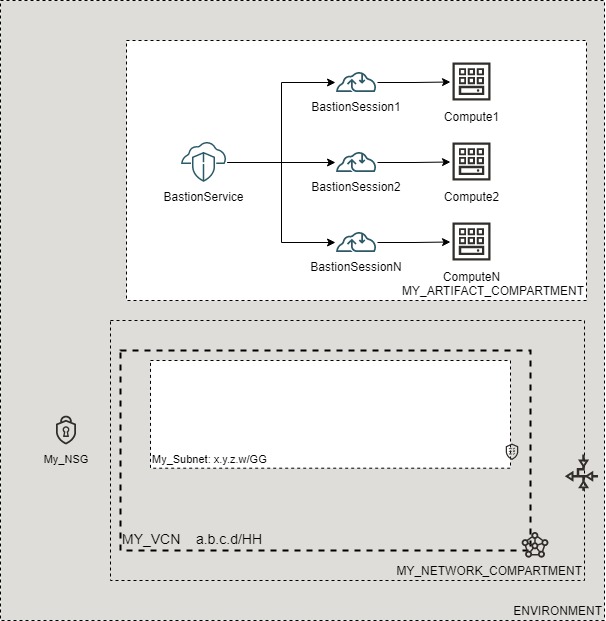 BastionSession1
Compute1
BastionService
BastionSession2
Compute2
BastionSessionN
ComputeN
MY_ARTIFACT_COMPARTMENT
My_NSG
My_Subnet: x.y.z.w/GG
MY_VCN a.b.c.d/HH
MY_NETWORK_COMPARTMENT
ENVIRONMENT